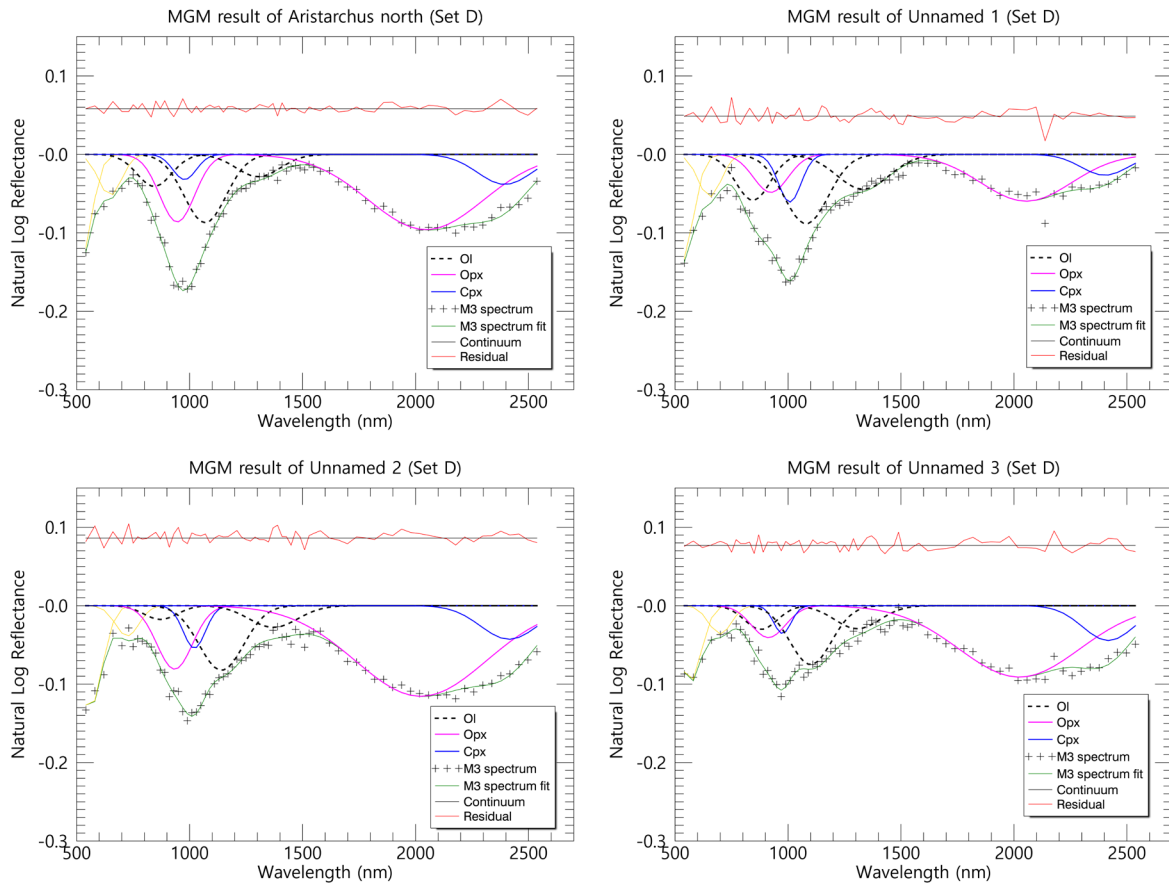 MGM result of Aristarchus north (Set D)
Natural Log Reflectance
0.1
-0.0
-0.1
-0.2
-0.3
500 1000 1500 2000 2500
Wavelength (nm)
Ol
Opx
Cpx
+ + + M3 spectrum
M3 spectrum fit
Continuum
Residual
MGM result of Unnamed 1 (Set D)
Natural Log Reflectance
0.1
-0.0
-0.1
-0.2
-0.3
500 1000 1500 2000 2500
Wavelength (nm)
Ol
Opx
Cpx
+ + + M3 spectrum
M3 spectrum fit
Continuum
Residual
MGM result of Unnamed 2 (Set D)
Natural Log Reflectance
0.1
-0.0
-0.1
-0.2
-0.3
500 1000 1500 2000 2500
Wavelength (nm)
Ol
Opx
Cpx
+ + + M3 spectrum
M3 spectrum fit
Continuum
Residual
MGM result of Unnamed 3 (Set D)
Natural Log Reflectance
0.1
-0.0
-0.1
-0.2
-0.3
500 1000 1500 2000 2500
Wavelength (nm)
Ol
Opx
Cpx
+ + + M3 spectrum
M3 spectrum fit
Continuum
Residual